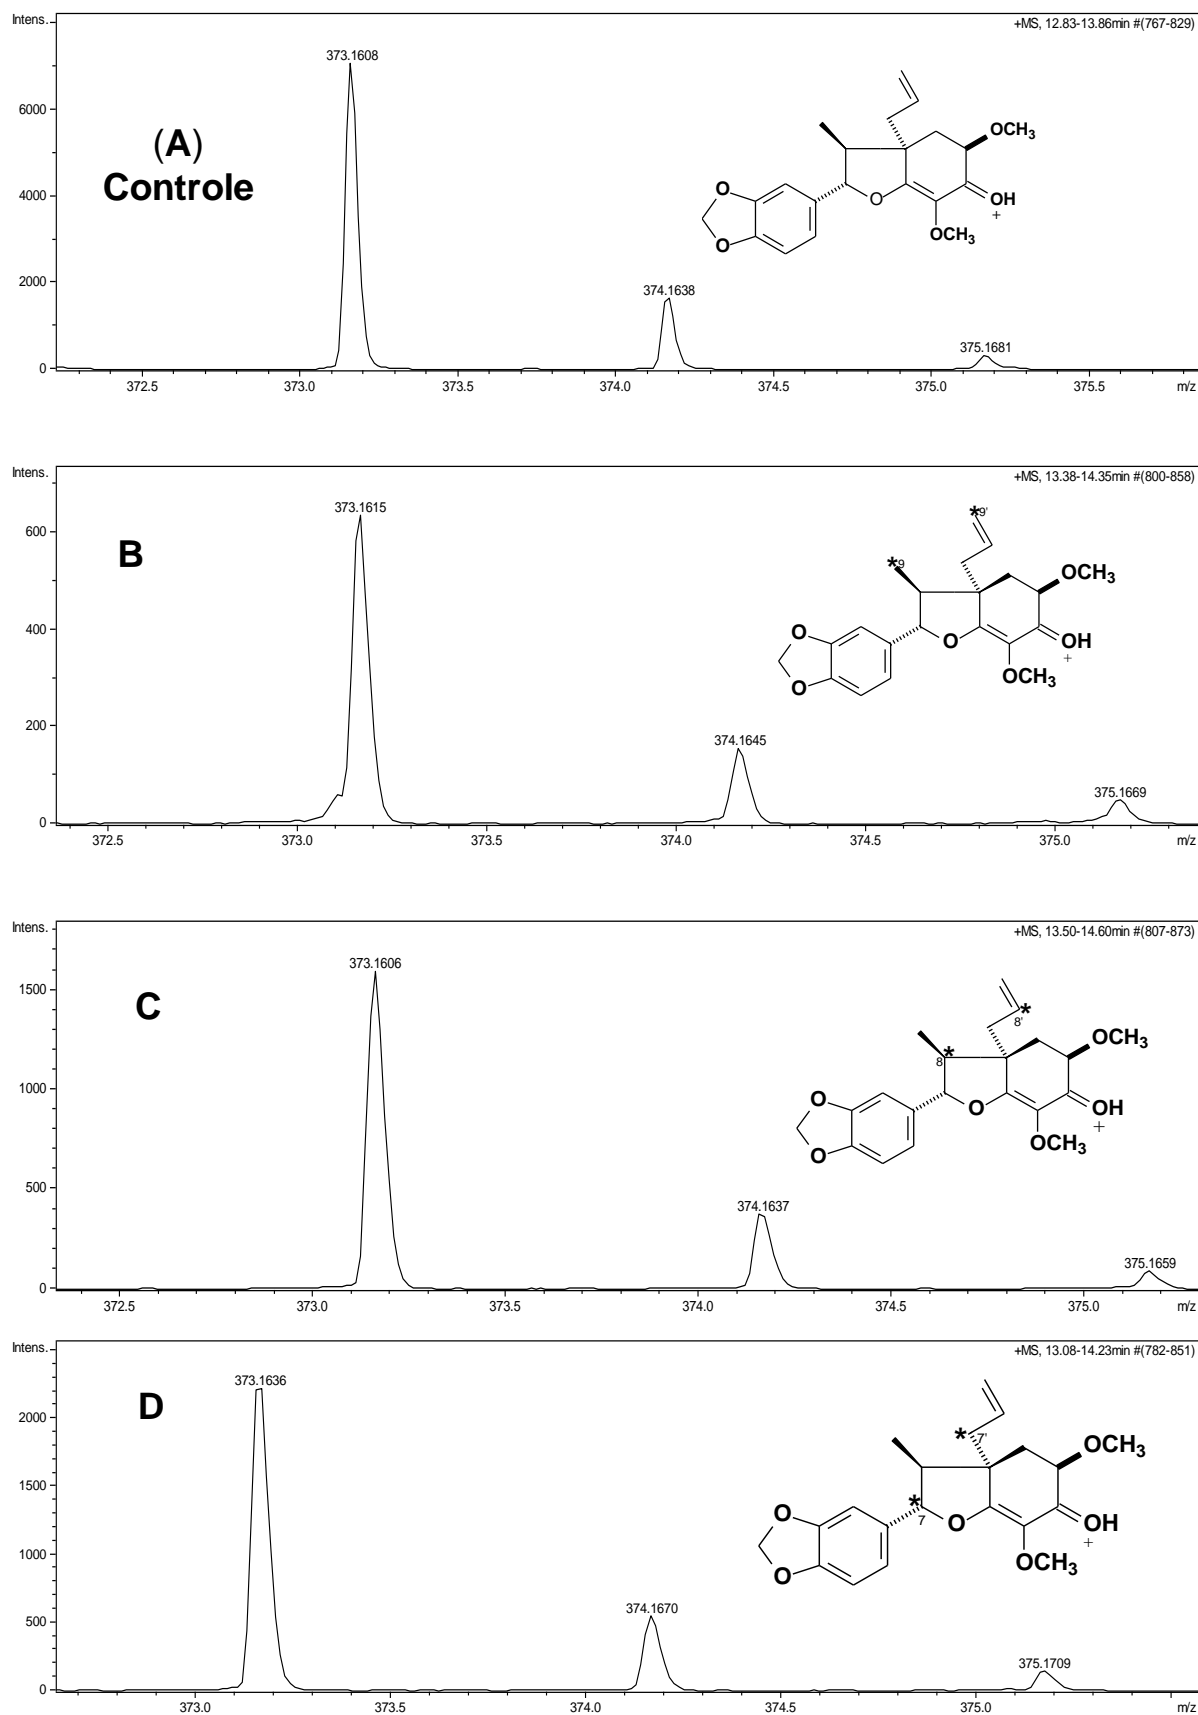 Intens.
+MS, 12.83-13.86min #(767-829)
373.1608
6000
(A)
Controle
OCH3
O
O
O
OH
+
OCH3
4000
2000
374.1638
375.1681
0
372.5 373.0 373.5 374.0 374.5 375.0 375.5 m/z
Intens.
+MS, 13.38-14.35min #(800-858)
373.1615
*9'
600
B
*9
OCH3
O
O
O
OH
+
OCH3
400
200
374.1645
375.1669
0
372.5 373.0 373.5 374.0 374.5 375.0 m/z
Intens.
+MS, 13.50-14.60min #(807-873)
373.1606
1500
C
*
8'
OCH3
*
8
O
O
O
OH
+
OCH3
1000
500
374.1637
375.1659
0
372.5 373.0 373.5 374.0 374.5 375.0 m/z
Intens.
+MS, 13.08-14.23min #(782-851)
373.1636
D
2000
*
7'
OCH3
*
7
O
O
O
OH
+
OCH3
1500
1000
500
374.1670
375.1709
0
373.0 373.5 374.0 374.5 375.0 m/z